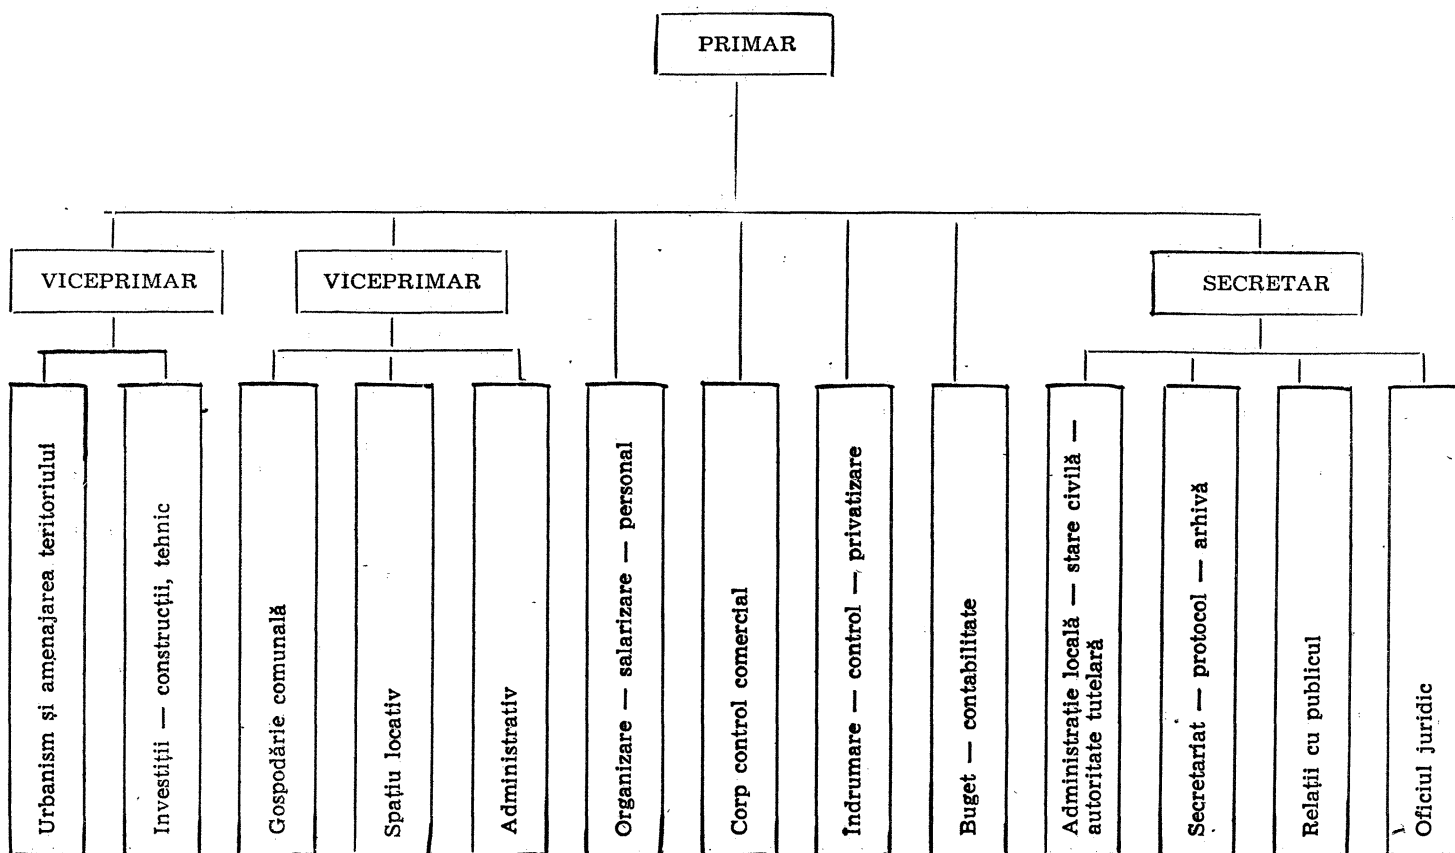 PRIMAR
VICEPRIMAR
VICEPRIMAR
SECRETAR
Urbanism și amenajarea teritoriului
Investiții — construcții, tehnic
Gospodărie comunală
Spațiu locativ
Administrativ
Organizare — salarizare — personal
Corp control comercial
Îndrumare — control — privatizare
Buget — contabilitate
Administrație locală — stare civilă —
autoritate tutelară
Secretariat — protocol — arhivă
Relații cu publicul
Oficiul juridic